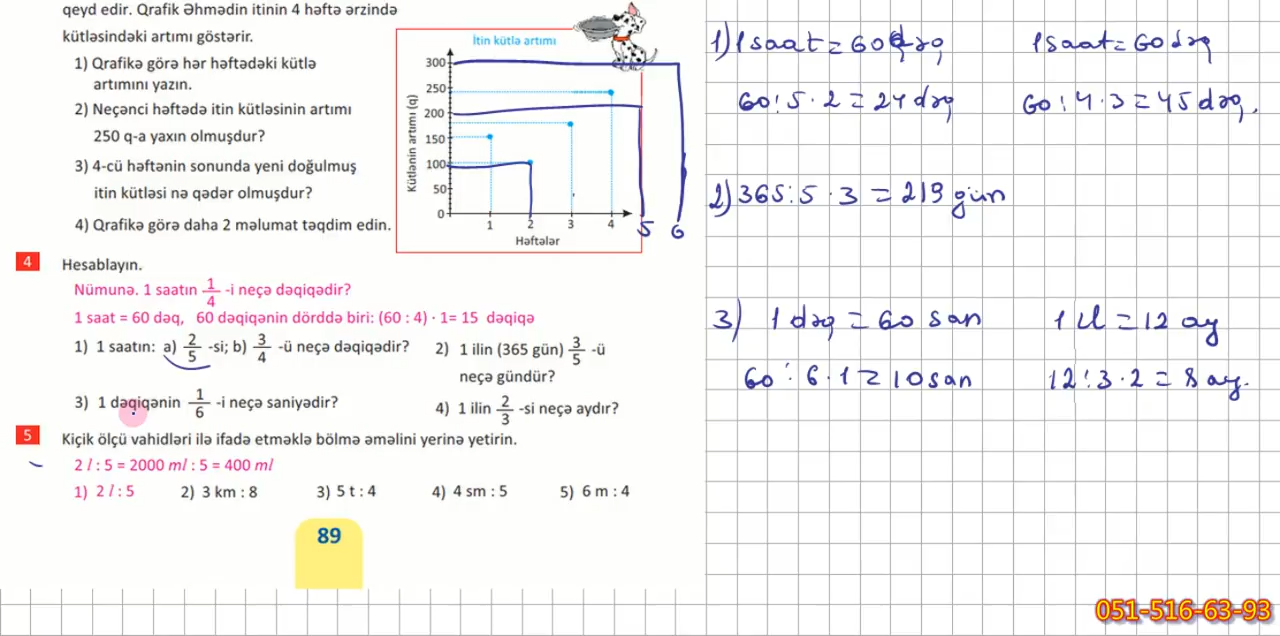 qeyd edir. Qrafik Əhmədin itinin 4 həftə ərzində
kütləsindəki artımı göstərir.
1) Qrafikə görə hər həftədəki kütlə
artımını yazın.
2) Neçənci həftədə itin kütləsinin artımı
250 q-a yaxın olmuşdur?
3) 4-cü həftənin sonunda yeni doğulmuş
itin kütləsi nə qədər olmuşdur?
4) Qrafikə görə daha 2 məlumat təqdim edin.
İtin kütlə artımı
Kütlənin artımı (q)
300
250
200
150
100
50
0
1 2 3 4 5 6
Həftələr
4 Hesablayın.
Nümunə. 1 saatın 1/4 -i neçə dəqiqədir?
1 saat = 60 dəq, 60 dəqiqənin dörddə biri: (60 : 4) · 1= 15 dəqiqə
1) 1 saatın: a) 2/5 -si; b) 3/4 -ü neçə dəqiqədir?
2) 1 ilin (365 gün) 3/5 -ü
neçə gündür?
3) 1 dəqiqənin 1/6 -i neçə saniyədir?
4) 1 ilin 2/3 -si neçə aydır?
5 Kiçik ölçü vahidləri ilə ifadə etməklə bölmə əməlini yerinə yetirin.
2 l : 5 = 2000 ml : 5 = 400 ml
1) 2 l : 5 2) 3 km : 8 3) 5 t : 4 4) 4 sm : 5 5) 6 m : 4
89
1) 1 saat = 60 dəq 1 saat = 60 dəq
60 : 5 · 2 = 24 dəq 60 : 4 · 3 = 45 dəq.
2) 365 : 5 · 3 = 219 gün
3) 1 dəq = 60 san 1 il = 12 ay
60 : 6 · 1 = 10 san 12 : 3 · 2 = 8 ay.
051-516-63-93